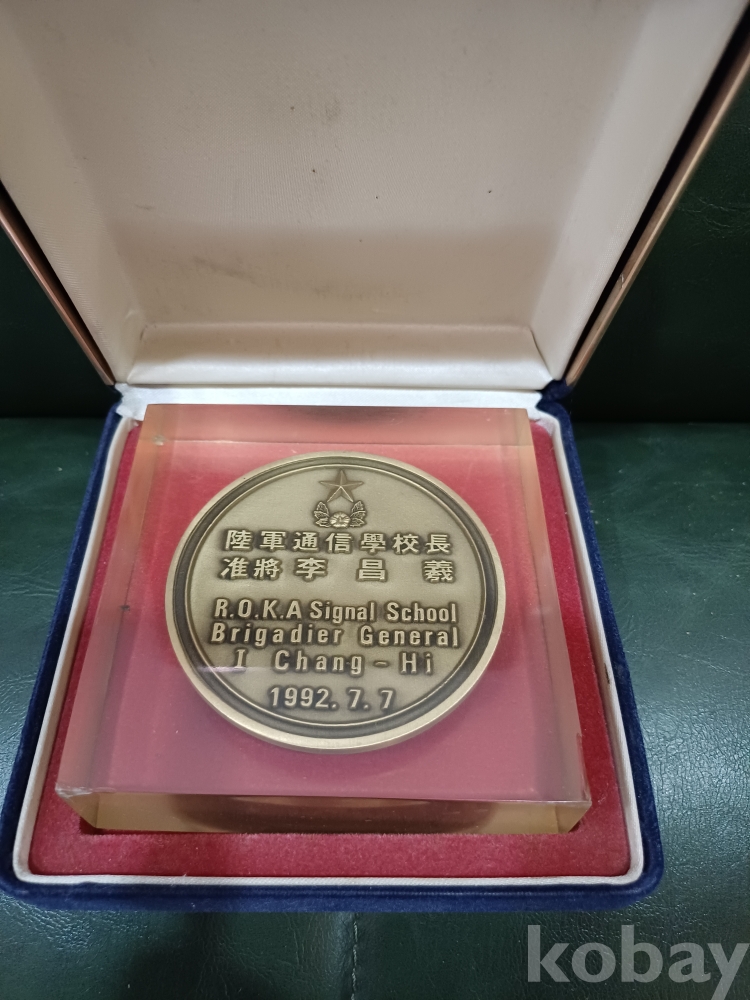 陸軍通信學校長
准將 李 昌 羲
R.O.K.A Signal School
Brigadier General
I Chang-Hi
1992. 7. 7
kobay